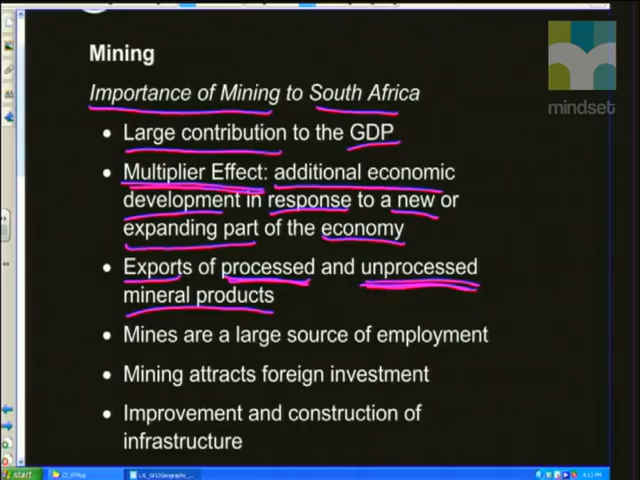 mindset
Mining
Importance of Mining to South Africa
• Large contribution to the GDP
• Multiplier Effect: additional economic
development in response to a new or
expanding part of the economy
• Exports of processed and unprocessed
mineral products
• Mines are a large source of employment
• Mining attracts foreign investment
• Improvement and construction of
infrastructure
start